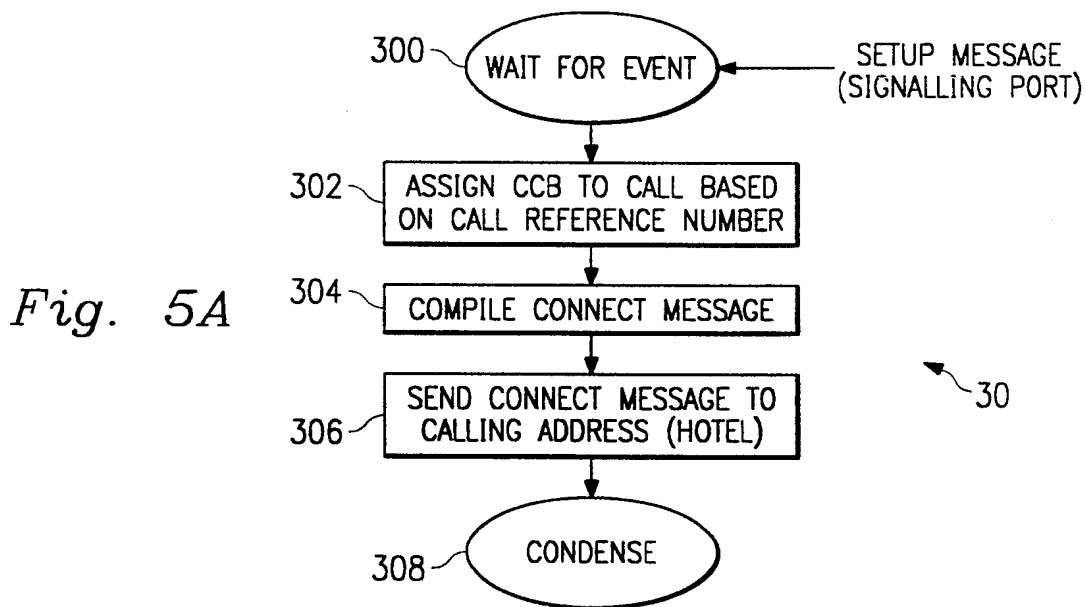 300
WAIT FOR EVENT
SETUP MESSAGE
(SIGNALLING PORT)
302
ASSIGN CCB TO CALL BASED
ON CALL REFERENCE NUMBER
304
COMPILE CONNECT MESSAGE
Fig. 5A
306
SEND CONNECT MESSAGE TO
CALLING ADDRESS (HOTEL)
30
308
CONDENSE